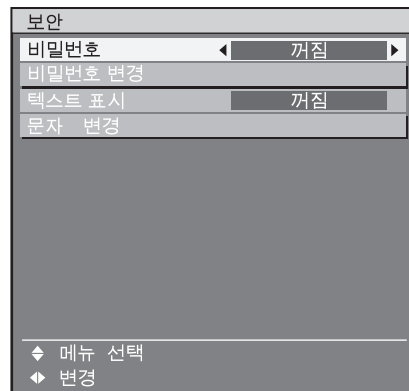 보안
비밀번호 ◀ 꺼짐 ▶
비밀번호 변경
텍스트 표시 꺼짐
문자 변경
메뉴 선택
변경